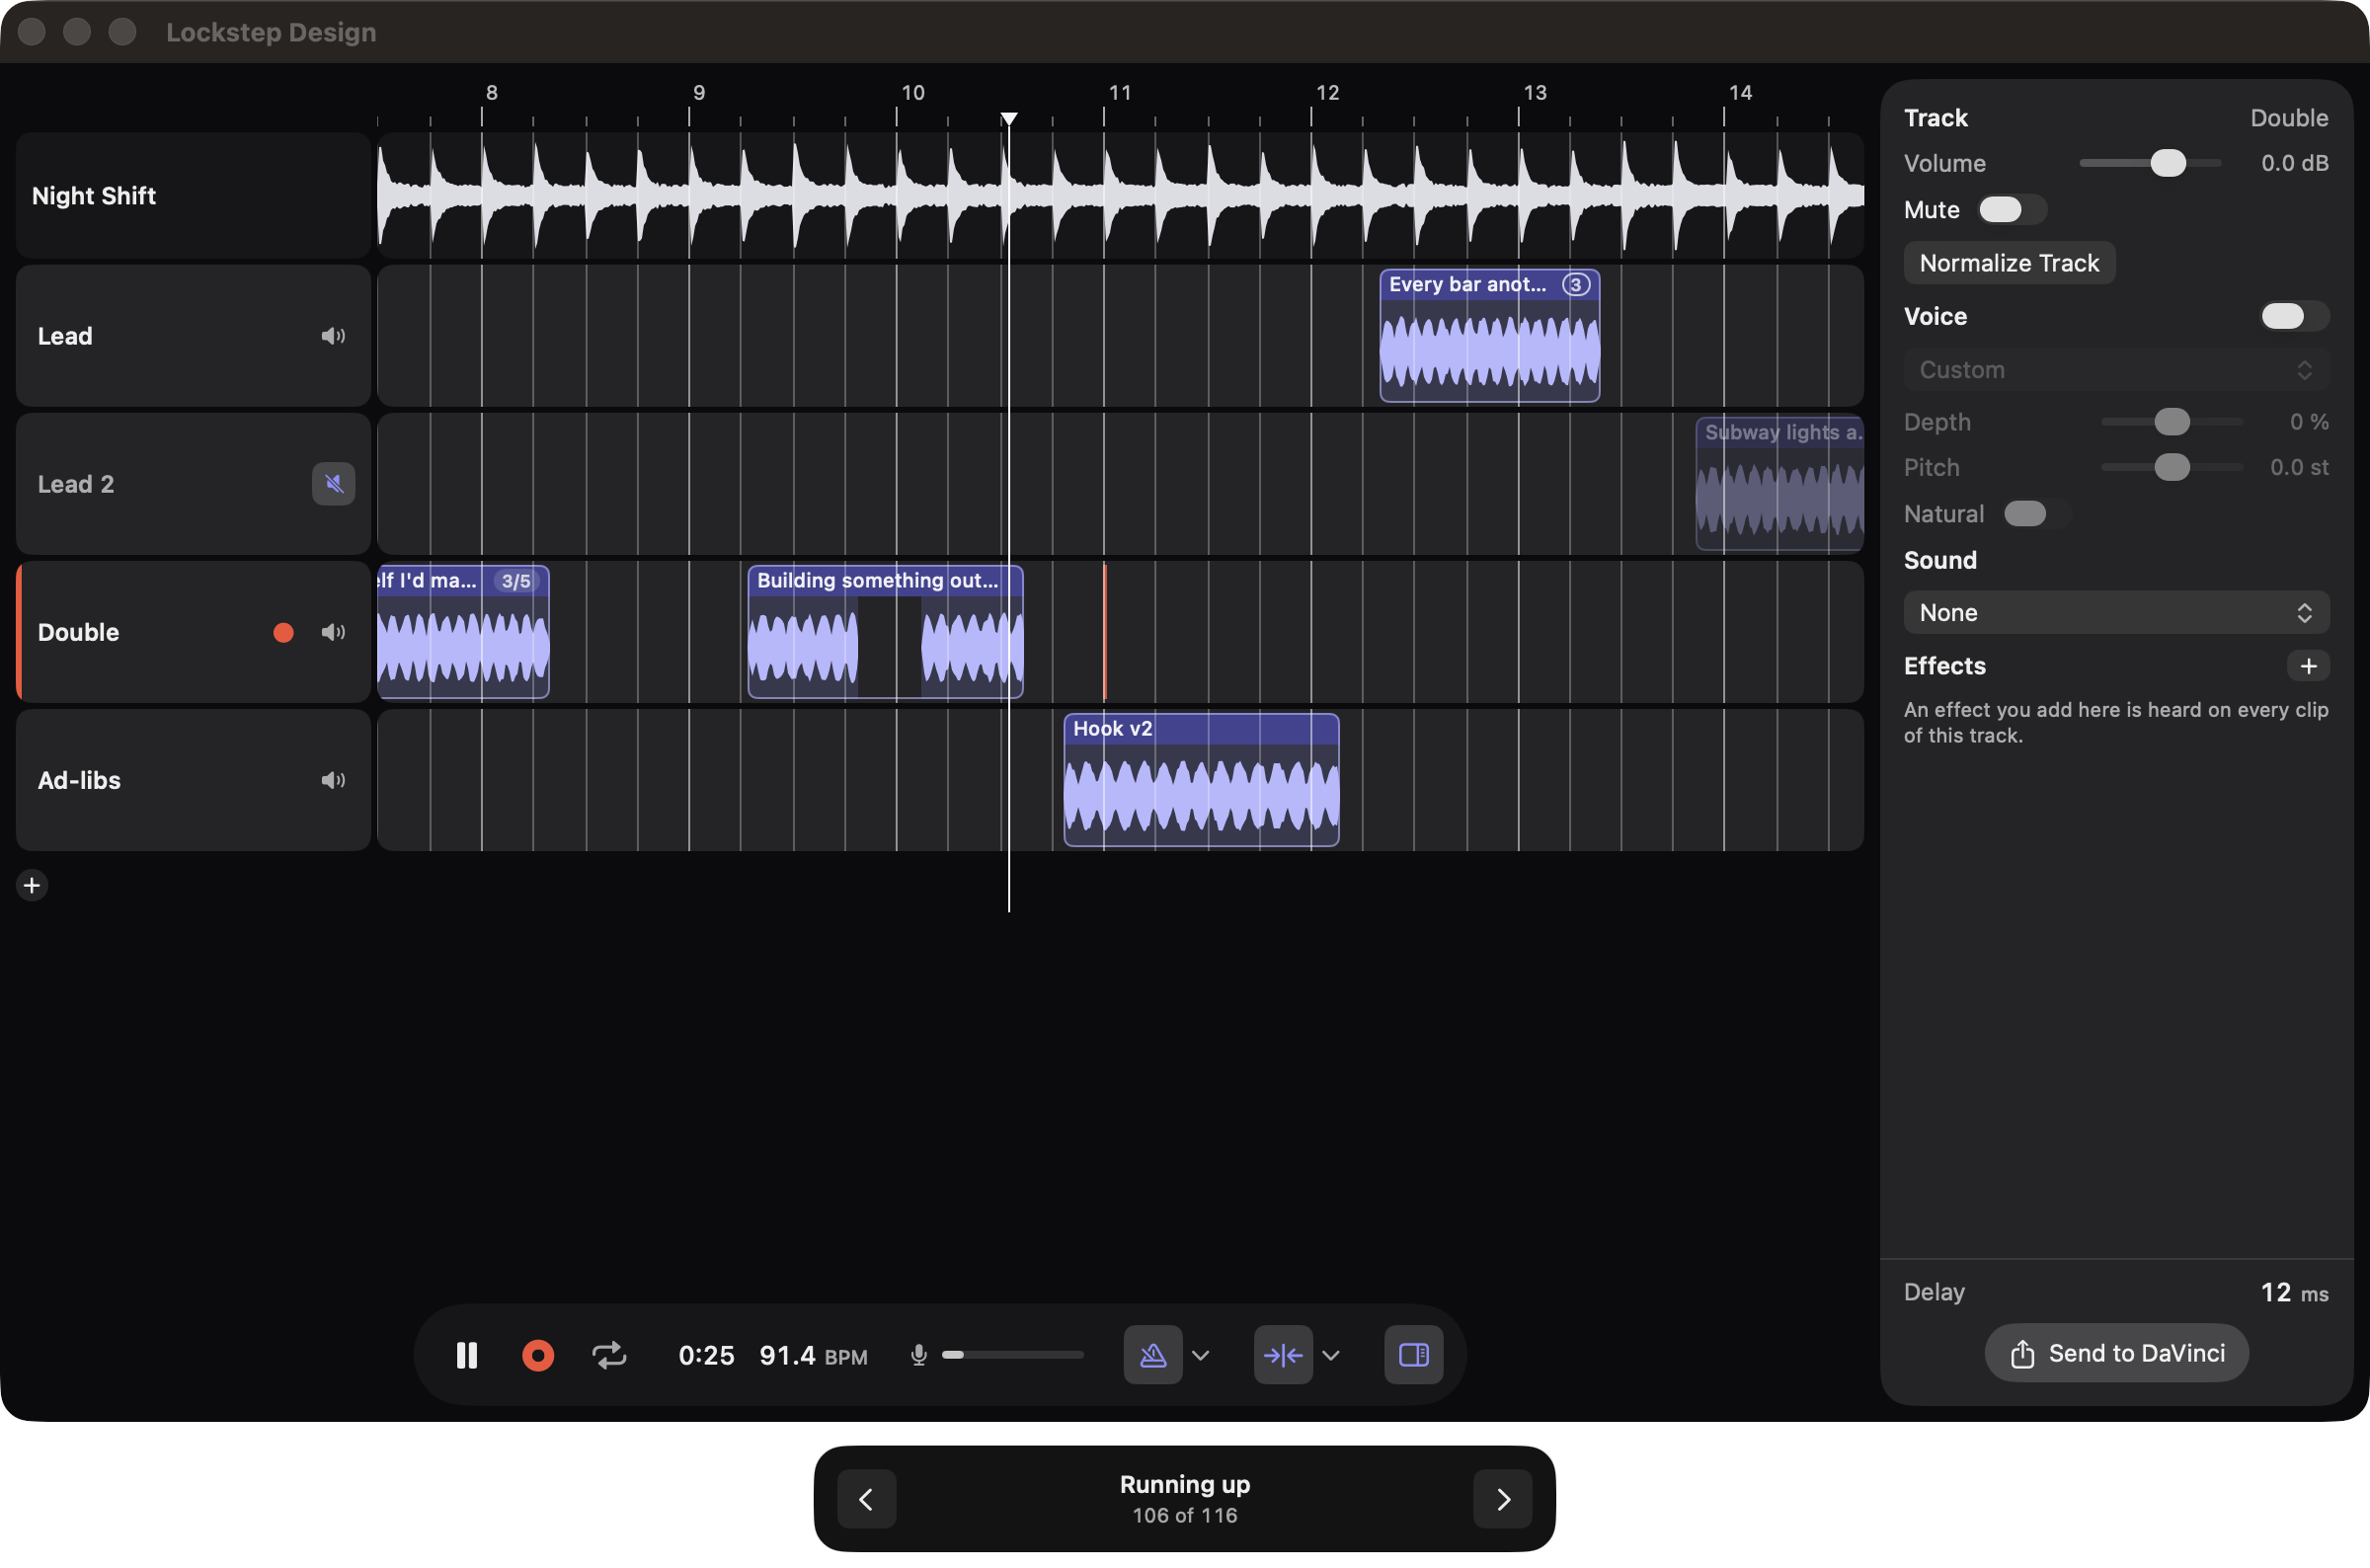 Lockstep Design
8 9 10 11 12 13 14
Night Shift
Lead
Every bar anot... 3
Lead 2
Subway lights a.
Double
elf I'd ma... 3/5
Building something out...
Ad-libs
Hook v2
Track Double
Volume 0.0 dB
Mute
Normalize Track
Voice
Custom
Depth 0 %
Pitch 0.0 st
Natural
Sound
None
Effects
An effect you add here is heard on every clip
of this track.
Delay 12 ms
Send to DaVinci
0:25 91.4 BPM
Running up
106 of 116